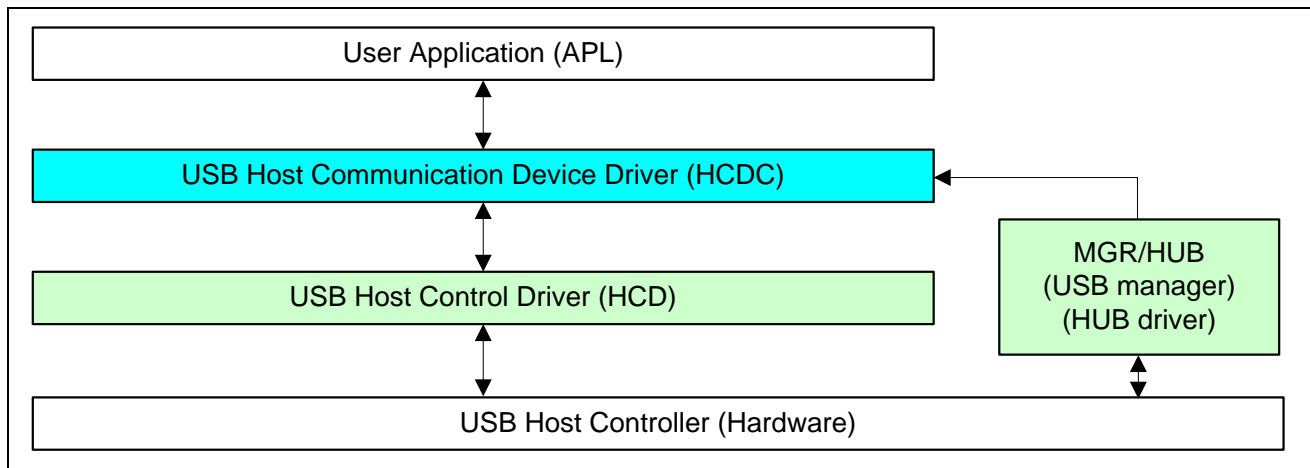 User Application (APL)
USB Host Communication Device Driver (HCDC)
MGR/HUB
(USB manager)
(HUB driver)
USB Host Control Driver (HCD)
USB Host Controller (Hardware)